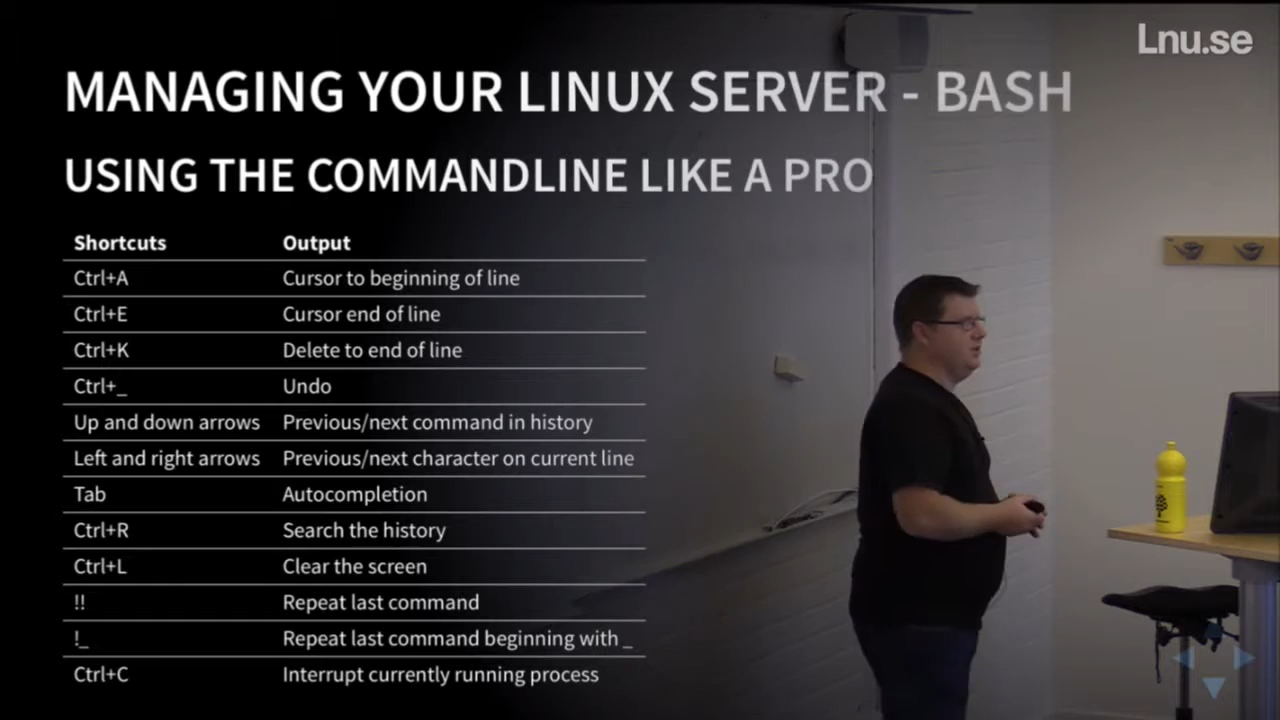 Lnu.se
MANAGING YOUR LINUX SERVER - BASH
USING THE COMMANDLINE LIKE A PRO
Shortcuts Output
Ctrl+A Cursor to beginning of line
Ctrl+E Cursor end of line
Ctrl+K Delete to end of line
Ctrl+_ Undo
Up and down arrows Previous/next command in history
Left and right arrows Previous/next character on current line
Tab Autocompletion
Ctrl+R Search the history
Ctrl+L Clear the screen
!! Repeat last command
!_ Repeat last command beginning with _
Ctrl+C Interrupt currently running process